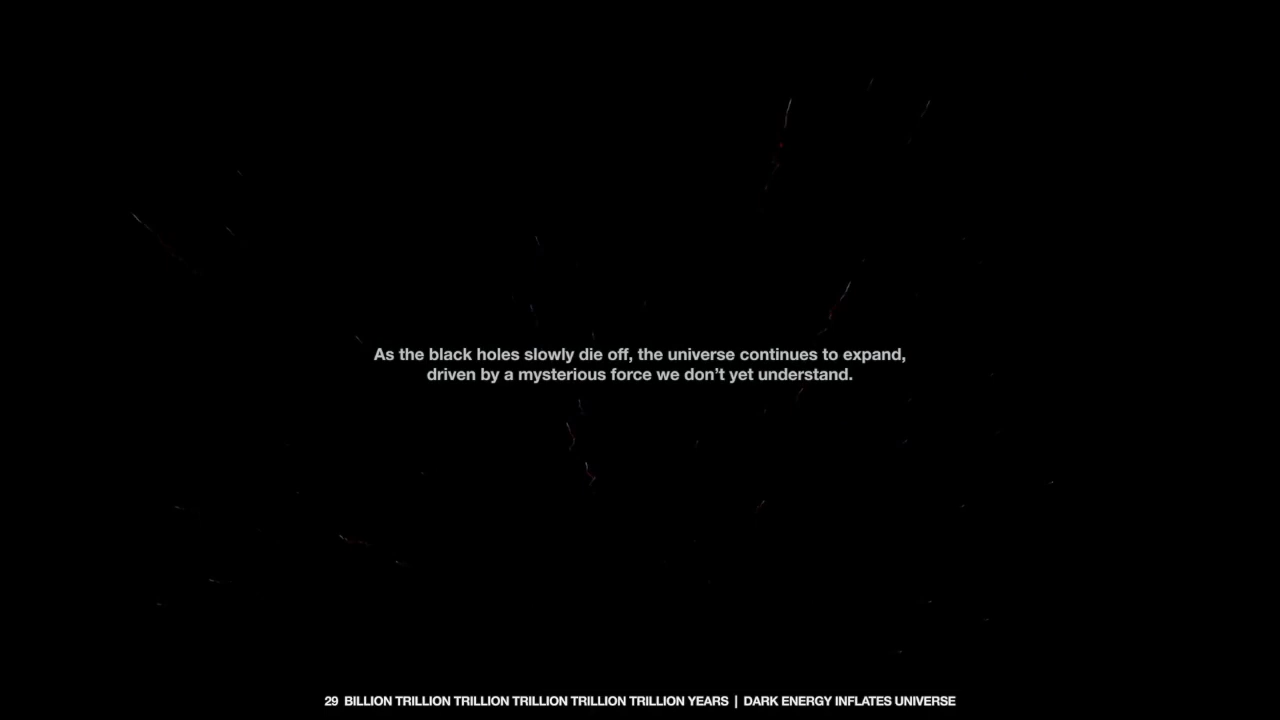 As the black holes slowly die off, the universe continues to expand,
driven by a mysterious force we don’t yet understand.
29 BILLION TRILLION TRILLION TRILLION TRILLION TRILLION YEARS | DARK ENERGY INFLATES UNIVERSE